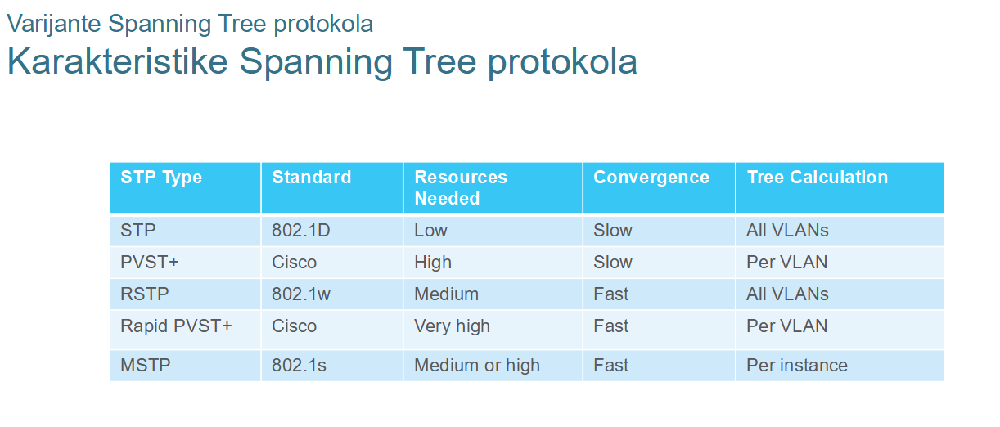 Varijante Spanning Tree protokola
Karakteristike Spanning Tree protokola
STP Type Standard Resources Needed Convergence Tree Calculation
STP 802.1D Low Slow All VLANs
PVST+ Cisco High Slow Per VLAN
RSTP 802.1w Medium Fast All VLANs
Rapid PVST+ Cisco Very high Fast Per VLAN
MSTP 802.1s Medium or high Fast Per instance